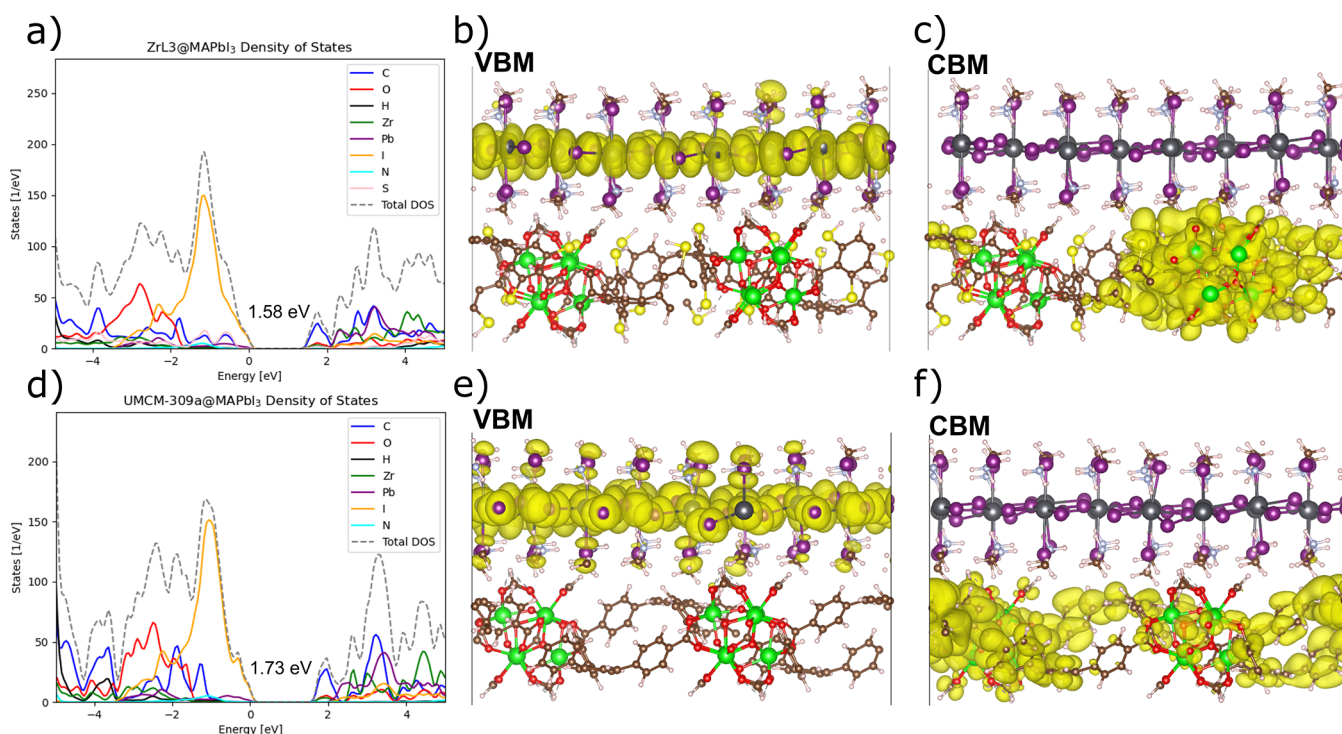 a)
ZrL3@MAPbI₃ Density of States
States [1/eV]
250
200
150
100
50
0
C
O
H
Zr
Pb
I
N
S
Total DOS
1.58 eV
−4
−2
0
2
4
Energy [eV]
b)
VBM
c)
CBM
d)
UMCM-309a@MAPbI₃ Density of States
States [1/eV]
200
150
100
50
0
C
O
H
Zr
Pb
I
N
Total DOS
1.73 eV
−4
−2
0
2
4
Energy [eV]
e)
VBM
f)
CBM